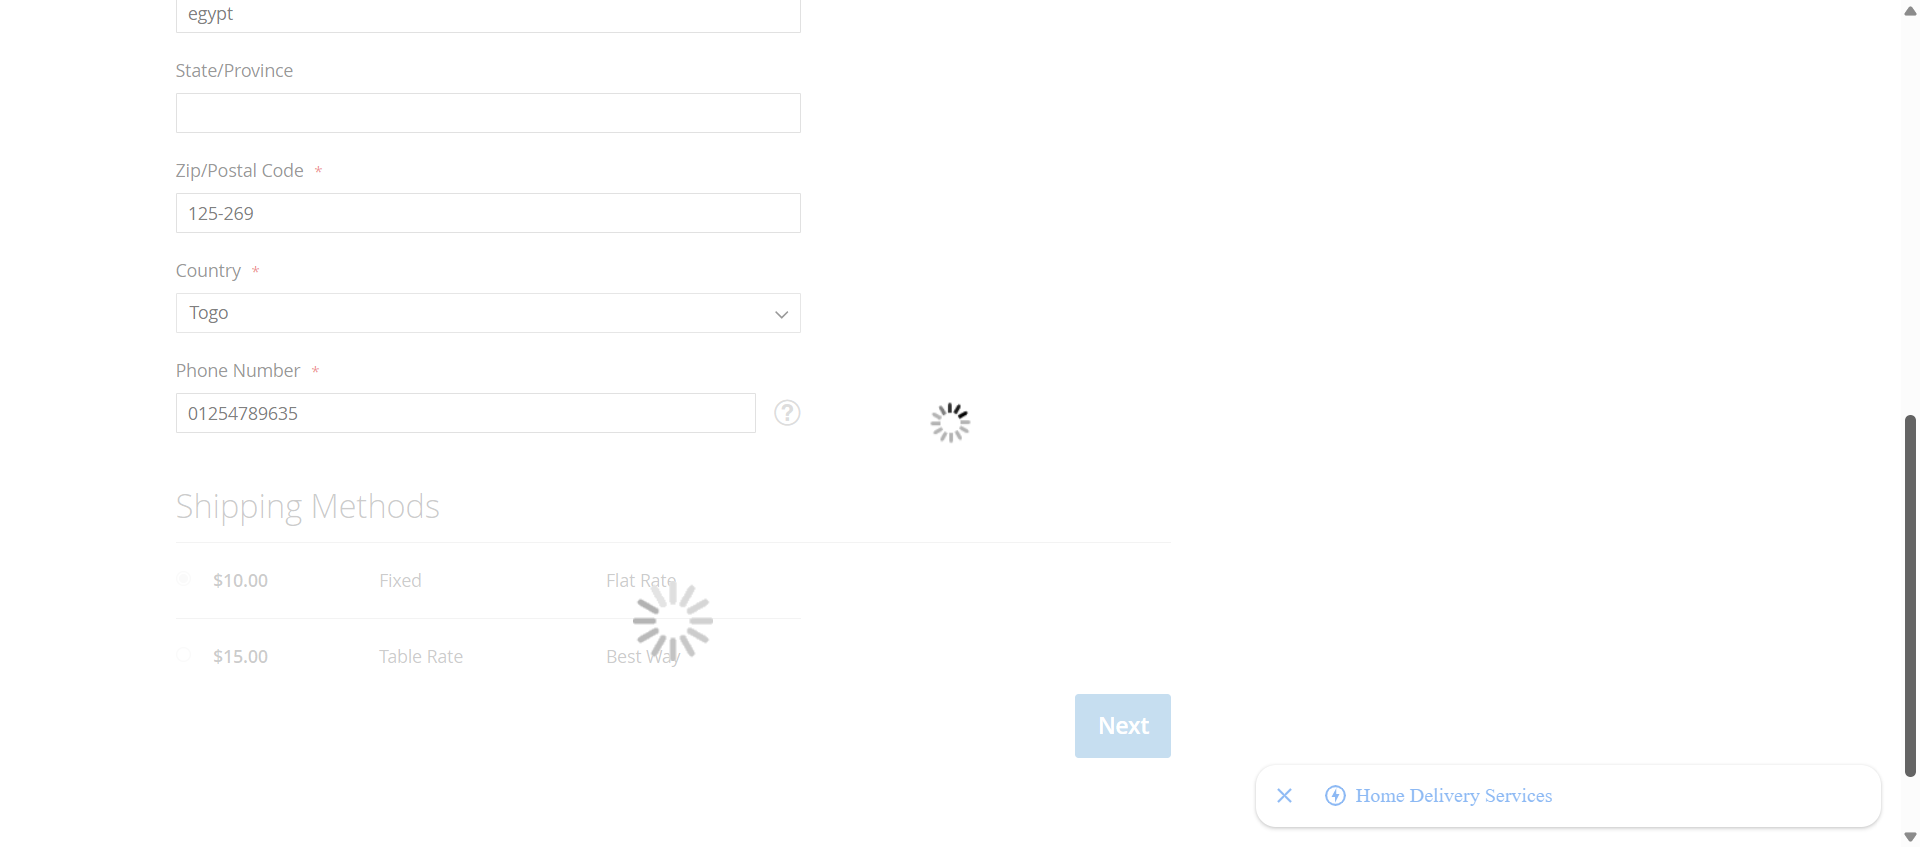 egypt
State/Province
Zip/Postal Code *
125-269
Country *
Togo
Phone Number *
01254789635
?
Shipping Methods
$10.00 Fixed Flat Rate
$15.00 Table Rate Best Way
Next
Home Delivery Services